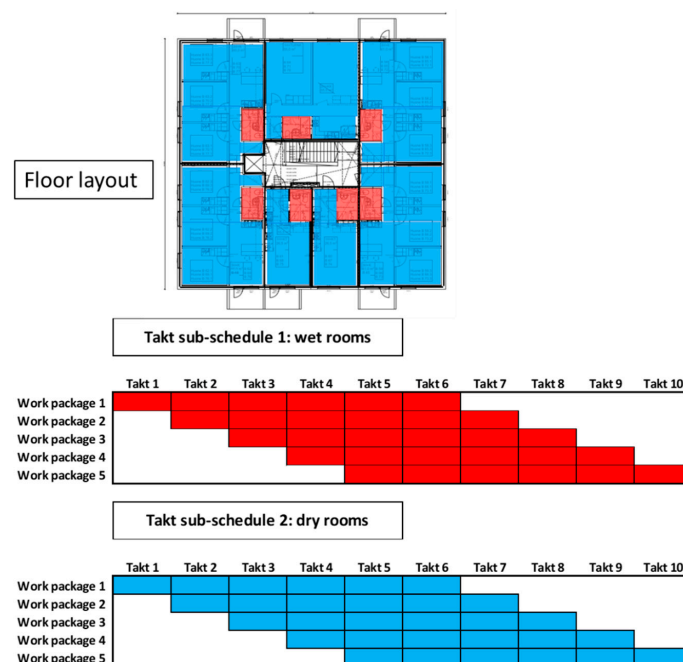 Floor layout
Takt sub-schedule 1: wet rooms
Takt 1 Takt 2 Takt 3 Takt 4 Takt 5 Takt 6 Takt 7 Takt 8 Takt 9 Takt 10
Work package 1
Work package 2
Work package 3
Work package 4
Work package 5
Takt sub-schedule 2: dry rooms
Takt 1 Takt 2 Takt 3 Takt 4 Takt 5 Takt 6 Takt 7 Takt 8 Takt 9 Takt 10
Work package 1
Work package 2
Work package 3
Work package 4
Work package 5